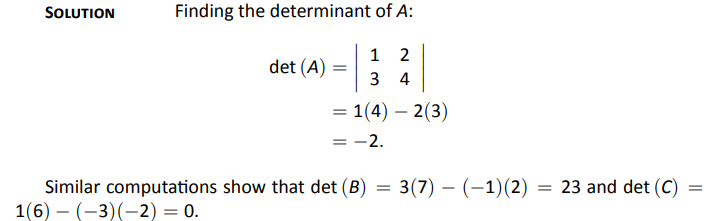 SOLUTION Finding the determinant of A:
det (A) = | 1 2 |
| 3 4 |
= 1(4) − 2(3)
= −2.
Similar computations show that det (B) = 3(7) − (−1)(2) = 23 and det (C) =
1(6) − (−3)(−2) = 0.